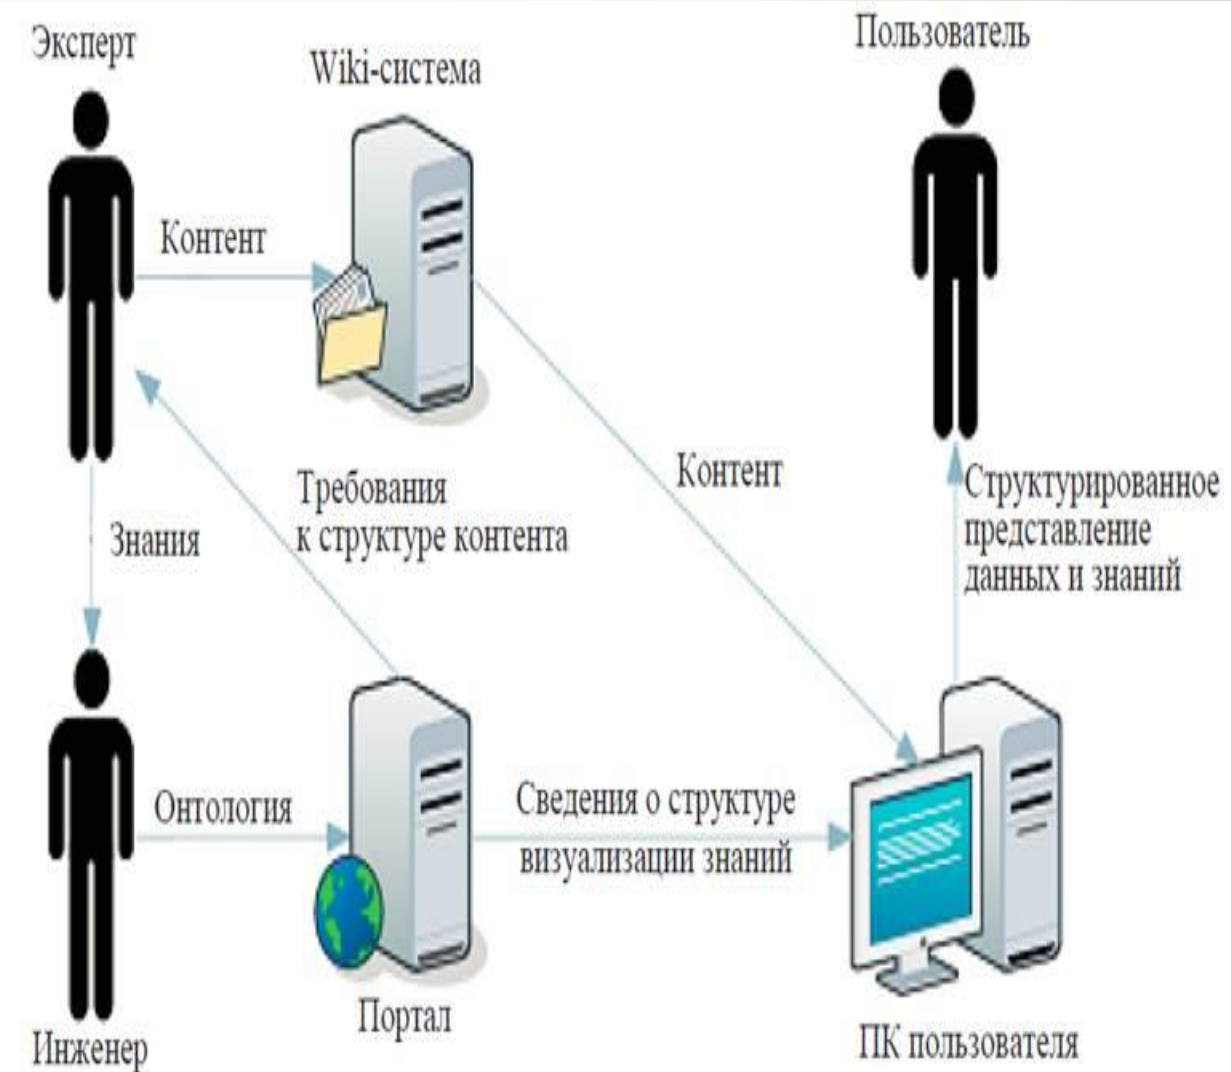 Эксперт
Wiki-система
Пользователь
Контент
Контент
Требования
к структуре контента
Структурированное
представление
данных и знаний
Знания
Онтология
Сведения о структуре
визуализации знаний
Портал
Инженер
ПК пользователя